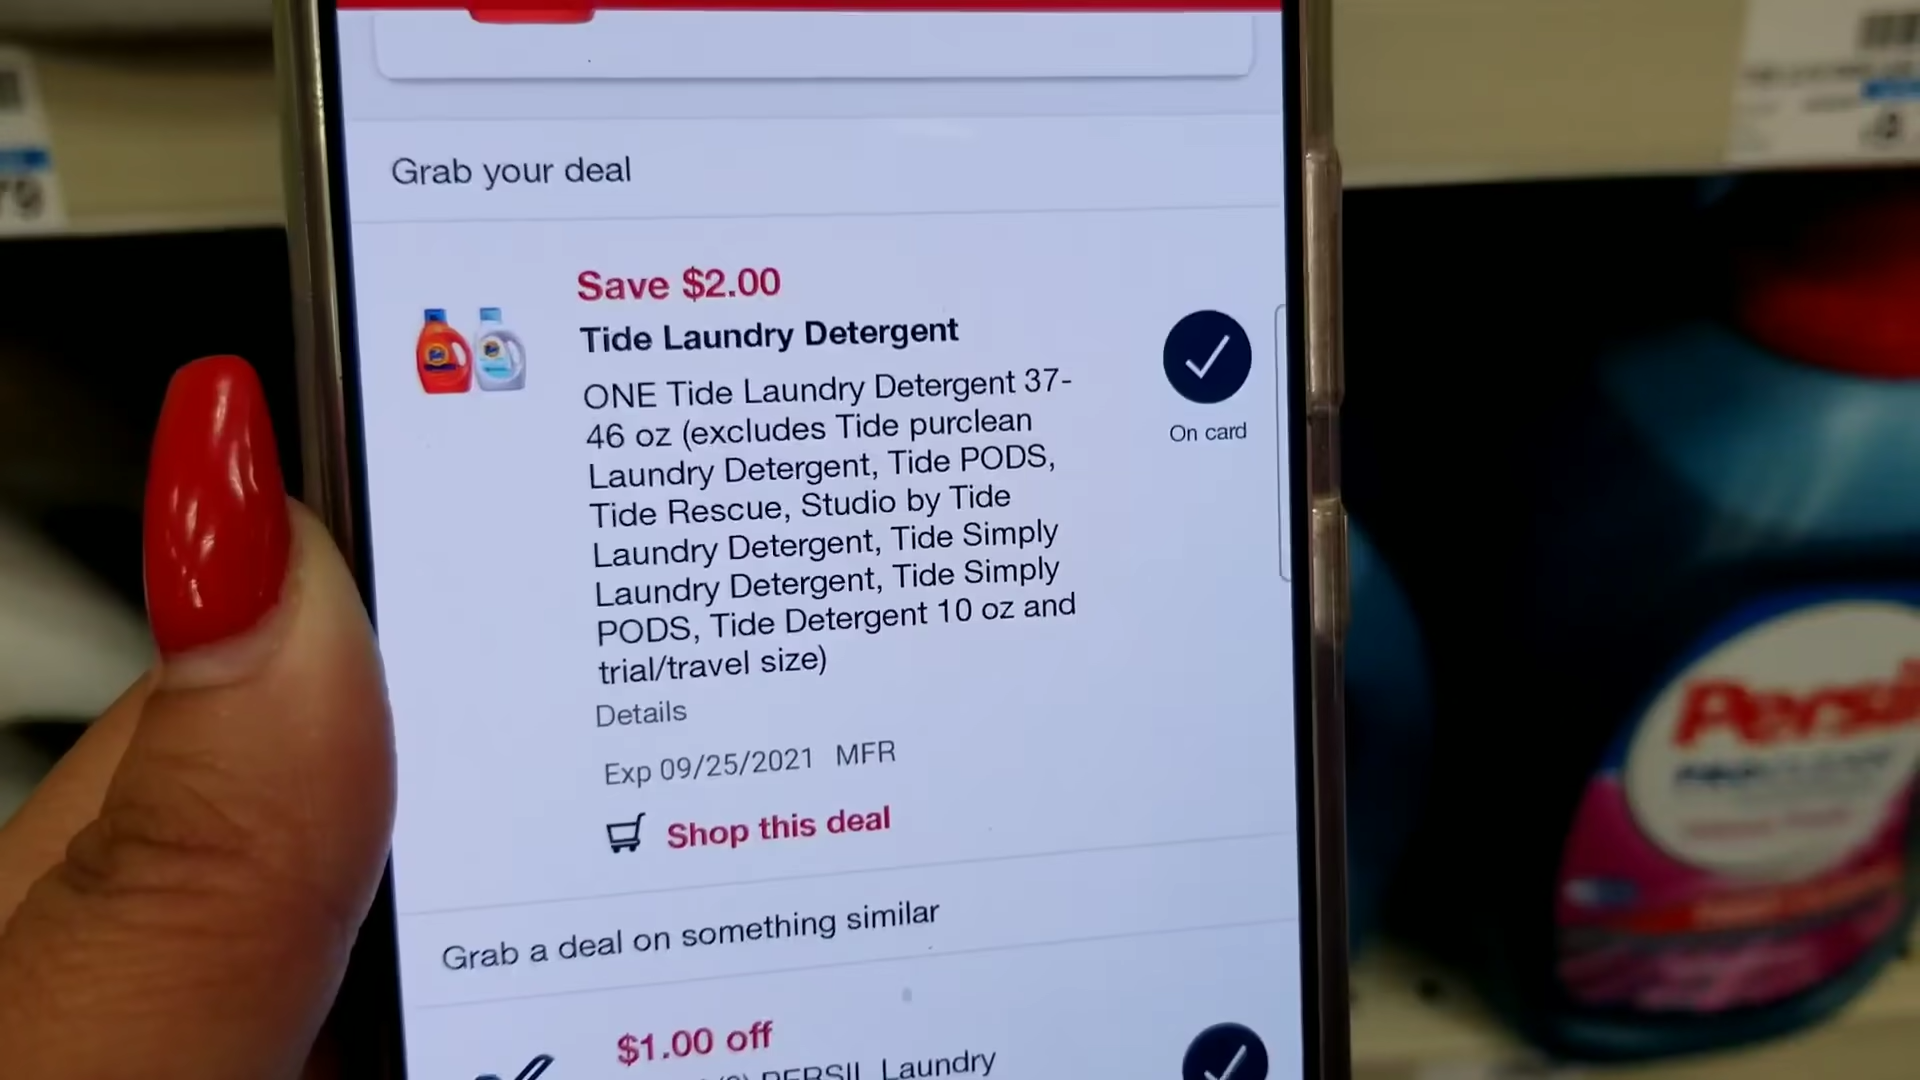 Grab your deal
Save $2.00
Tide Laundry Detergent
ONE Tide Laundry Detergent 37-
46 oz (excludes Tide purclean
Laundry Detergent, Tide PODS,
Tide Rescue, Studio by Tide
Laundry Detergent, Tide Simply
Laundry Detergent, Tide Simply
PODS, Tide Detergent 10 oz and
trial/travel size)
On card
Details
Exp 09/25/2021 MFR
Shop this deal
Grab a deal on something similar
$1.00 off
PERSIL Laundry
Persil
79